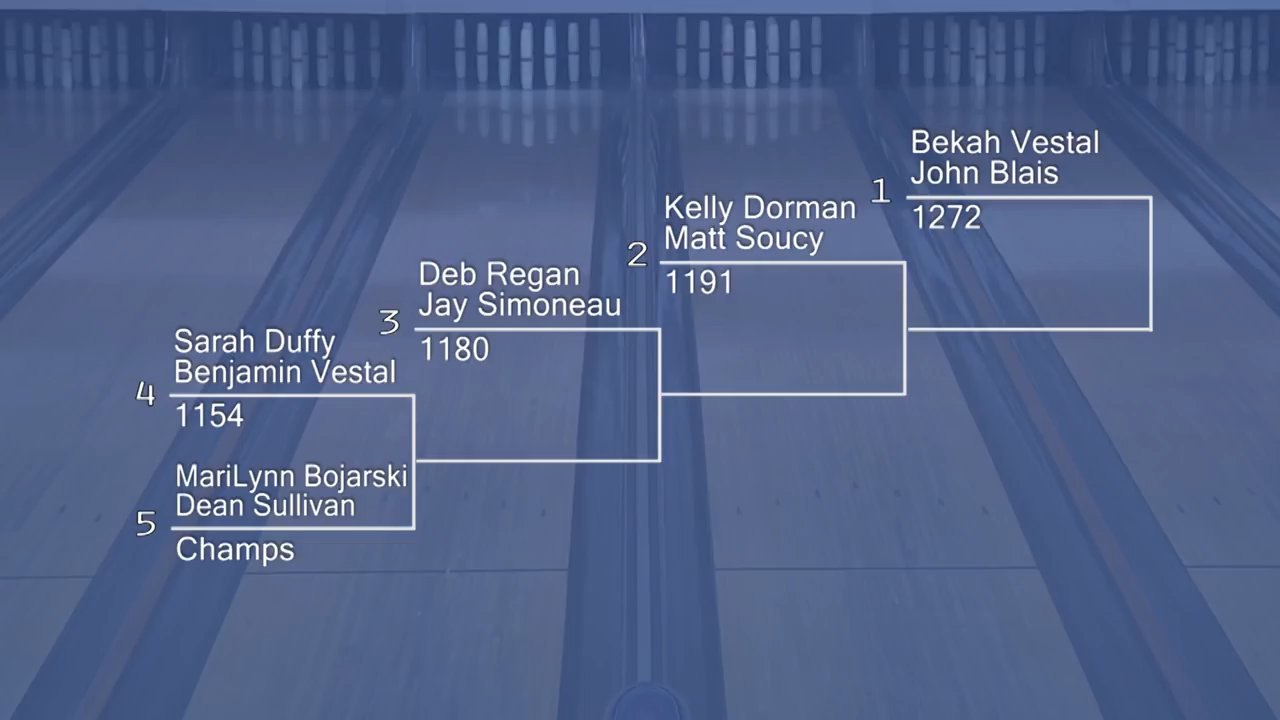 Bekah Vestal
John Blais
1
1272
Kelly Dorman
Matt Soucy
2
1191
Deb Regan
Jay Simoneau
3
1180
Sarah Duffy
Benjamin Vestal
4
1154
MariLynn Bojarski
Dean Sullivan
5
Champs